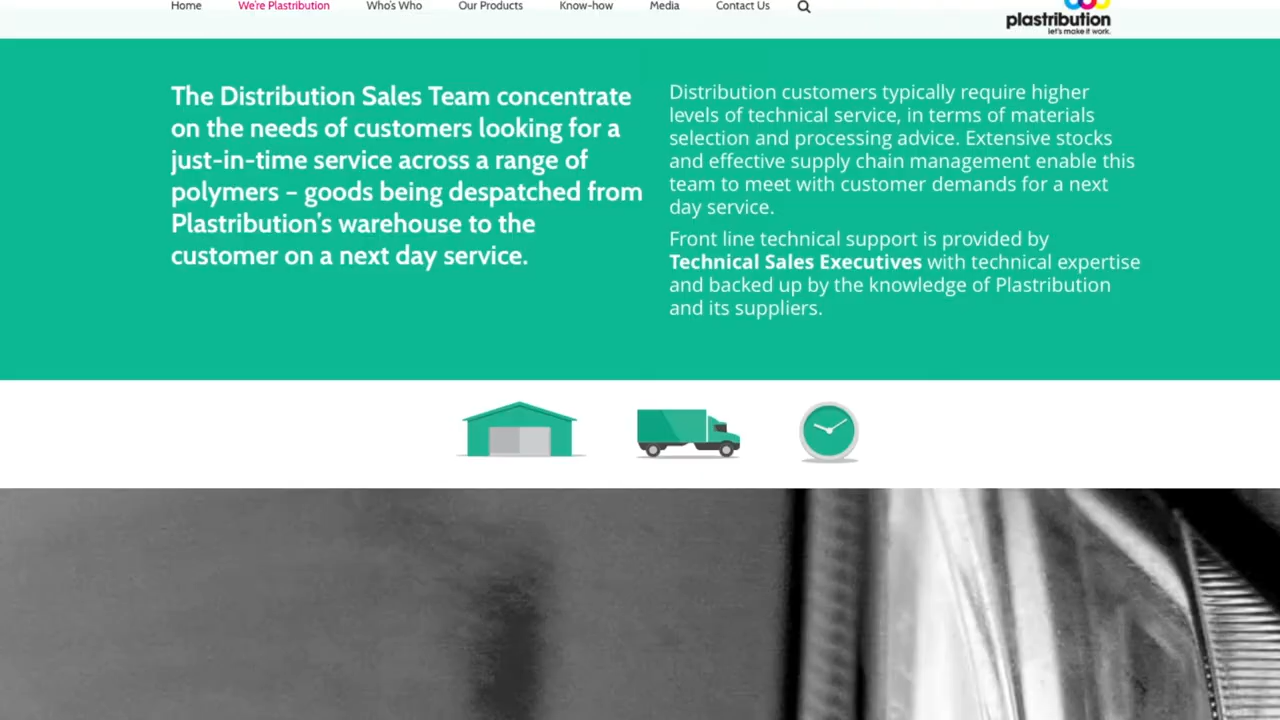 Home We're Plastribution Who's Who Our Products Know-how Media Contact Us
plastribution
let's make it work.
The Distribution Sales Team concentrate
on the needs of customers looking for a
just-in-time service across a range of
polymers – goods being despatched from
Plastribution's warehouse to the
customer on a next day service.
Distribution customers typically require higher
levels of technical service, in terms of materials
selection and processing advice. Extensive stocks
and effective supply chain management enable this
team to meet with customer demands for a next
day service.
Front line technical support is provided by
Technical Sales Executives with technical expertise
and backed up by the knowledge of Plastribution
and its suppliers.